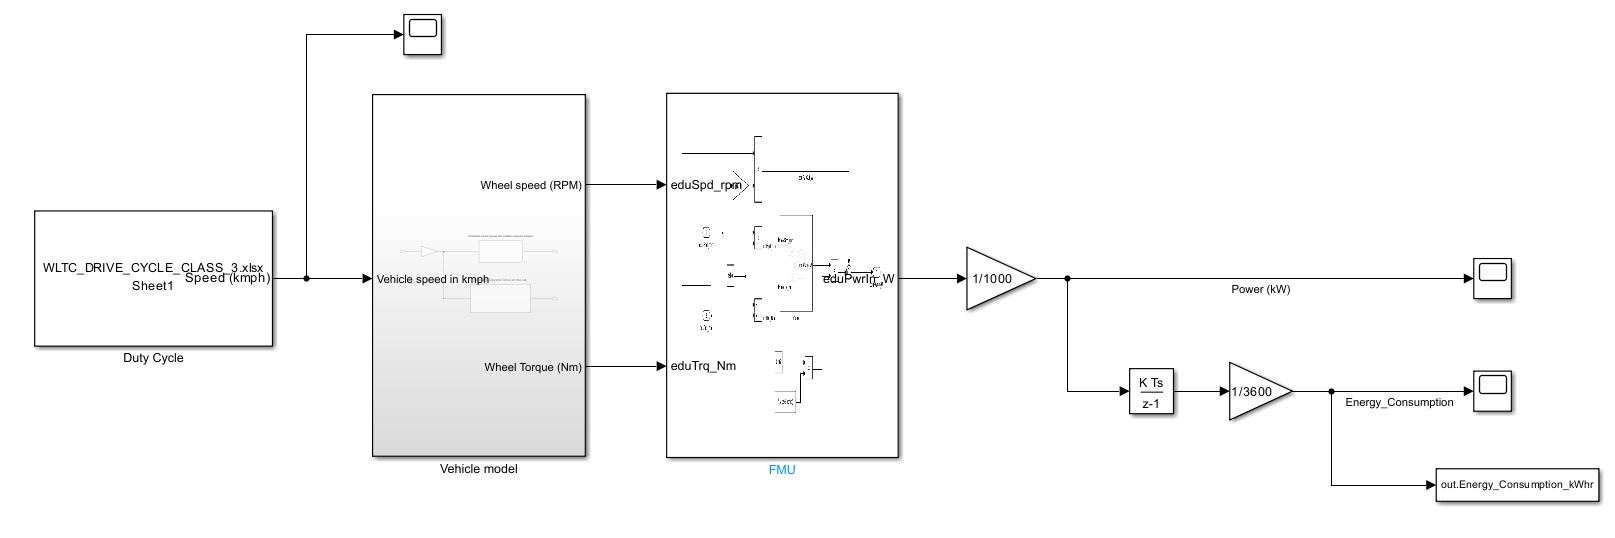 WLTC_DRIVE_CYCLE_CLASS_3.xlsx
Sheet1
Speed (kmph)
Duty Cycle
Vehicle speed in kmph
Wheel speed (RPM)
Wheel Torque (Nm)
Vehicle model
eduSpd_rpm
eduTrq_Nm
eduPwrIn_W
FMU
1/1000
Power (kW)
K Ts
z-1
1/3600
Energy_Consumption
out.Energy_Consumption_kWhr